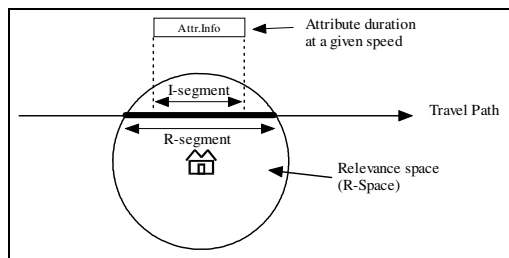 Attr.Info
Attribute duration
at a given speed
I-segment
Travel Path
R-segment
Relevance space
(R-Space)